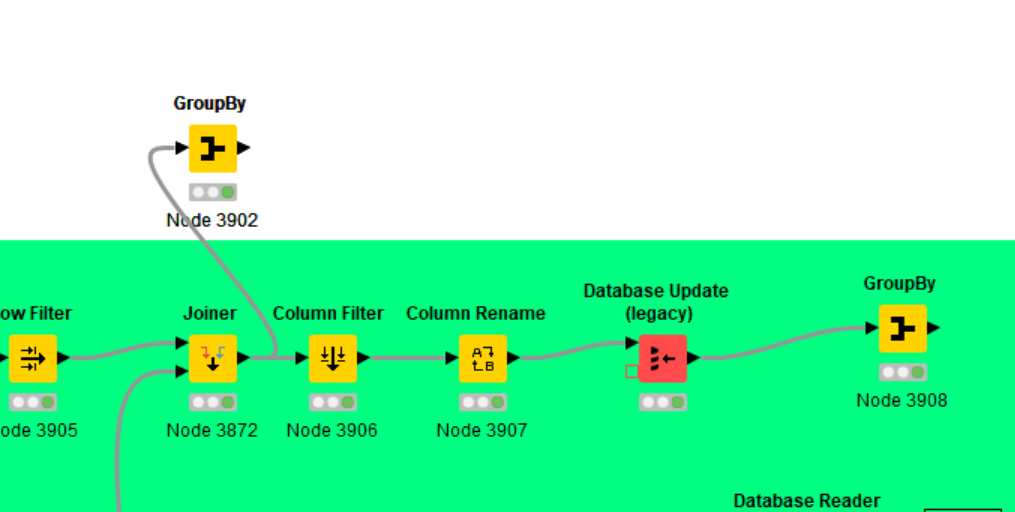 GroupBy
Node 3902
GroupBy
Database Update
(legacy)
ow Filter
Joiner
Column Filter
Column Rename
A
B
Node 3908
ode 3905
Node 3872
Node 3906
Node 3907
Database Reader